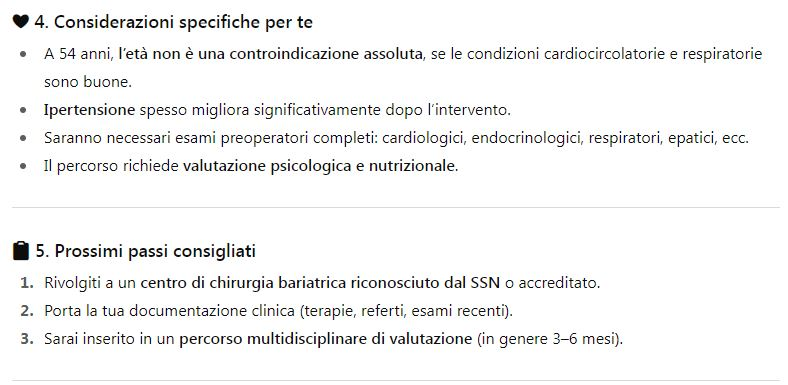 4. Considerazioni specifiche per te
A 54 anni, l'età non è una controindicazione assoluta, se le condizioni cardiocircolatorie e respiratorie
sono buone.
Ipertensione spesso migliora significativamente dopo l'intervento.
Saranno necessari esami preoperatori completi: cardiologici, endocrinologici, respiratori, epatici, ecc.
Il percorso richiede valutazione psicologica e nutrizionale.
5. Prossimi passi consigliati
1. Rivolgiti a un centro di chirurgia bariatrica riconosciuto dal SSN o accreditato.
2. Porta la tua documentazione clinica (terapie, referti, esami recenti).
3. Sarai inserito in un percorso multidisciplinare di valutazione (in genere 3–6 mesi).